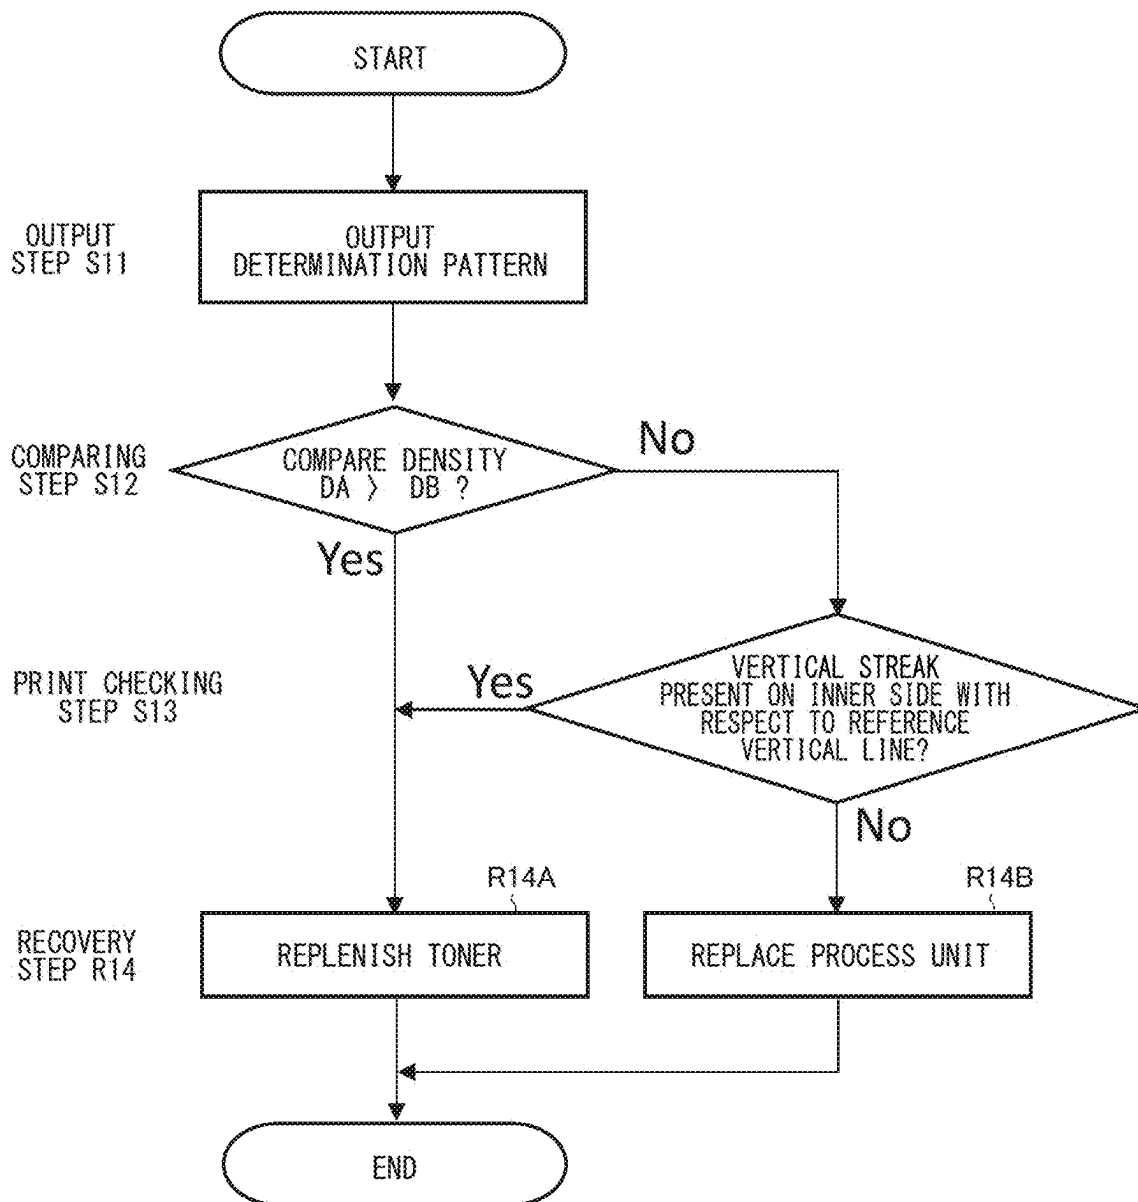 START
OUTPUT
STEP S11
OUTPUT
DETERMINATION PATTERN
COMPARING
STEP S12
COMPARE DENSITY
DA > DB ?
No
Yes
PRINT CHECKING
STEP S13
Yes
VERTICAL STREAK
PRESENT ON INNER SIDE WITH
RESPECT TO REFERENCE
VERTICAL LINE?
No
R14A
R14B
RECOVERY
STEP R14
REPLENISH TONER
REPLACE PROCESS UNIT
END